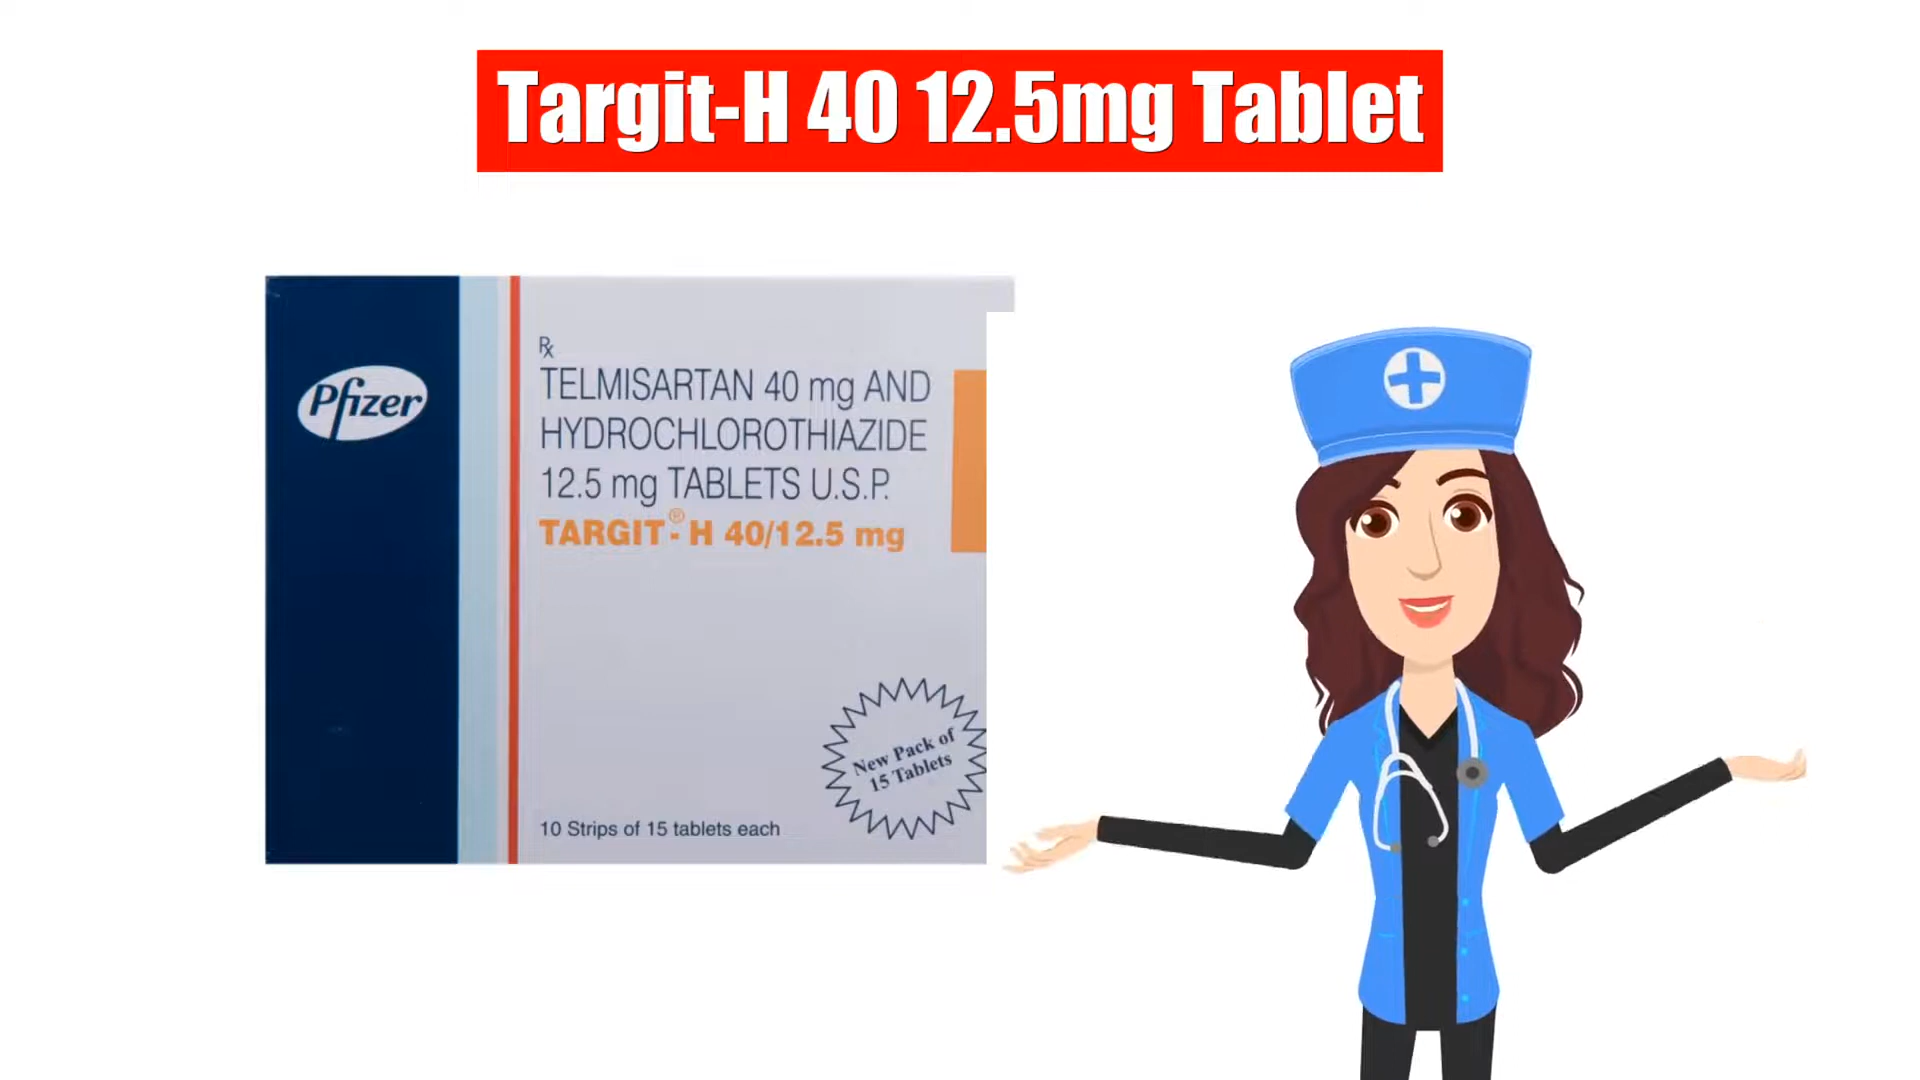 Targit-H 40 12.5mg Tablet
Pfizer
Rx
TELMISARTAN 40 mg AND
HYDROCHLOROTHIAZIDE
12.5 mg TABLETS U.S.P.
TARGIT®-H 40/12.5 mg
New Pack of
15 Tablets
10 Strips of 15 tablets each